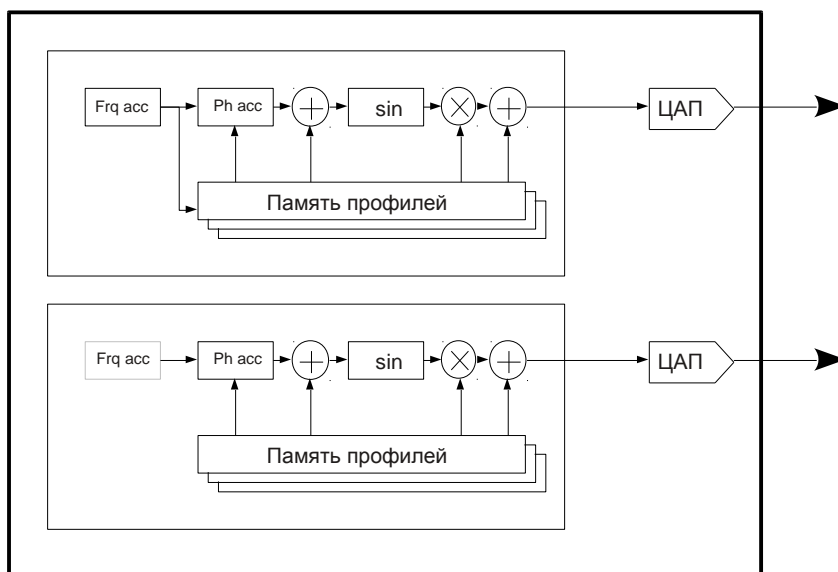 Frq acc
Ph acc
sin
ЦАП
Память профилей
Frq acc
Ph acc
sin
ЦАП
Память профилей